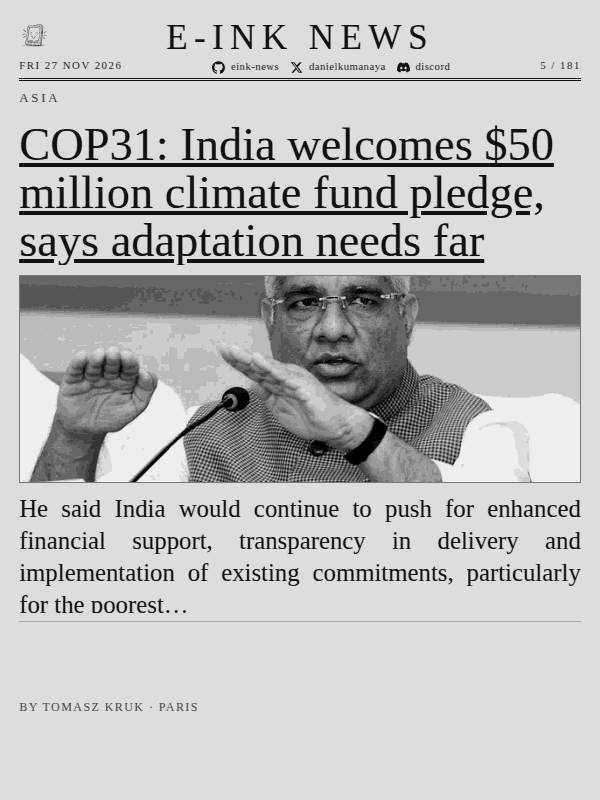 E-INK NEWS
FRI 27 NOV 2026
eink-news danielkumanaya discord
5 / 181
ASIA
COP31: India welcomes $50
million climate fund pledge,
says adaptation needs far
He said India would continue to push for enhanced
financial support, transparency in delivery and
implementation of existing commitments, particularly
for the poorest…
BY TOMASZ KRUK · PARIS